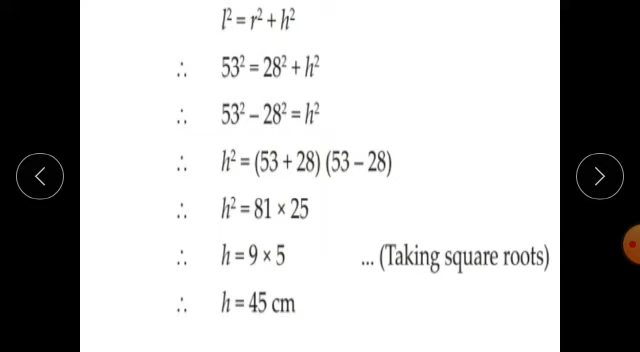 l² = r² + h²
∴ 53² = 28² + h²
∴ 53² – 28² = h²
∴ h² = (53 + 28) (53 – 28)
∴ h² = 81 × 25
∴ h = 9 × 5 ... (Taking square roots)
∴ h = 45 cm